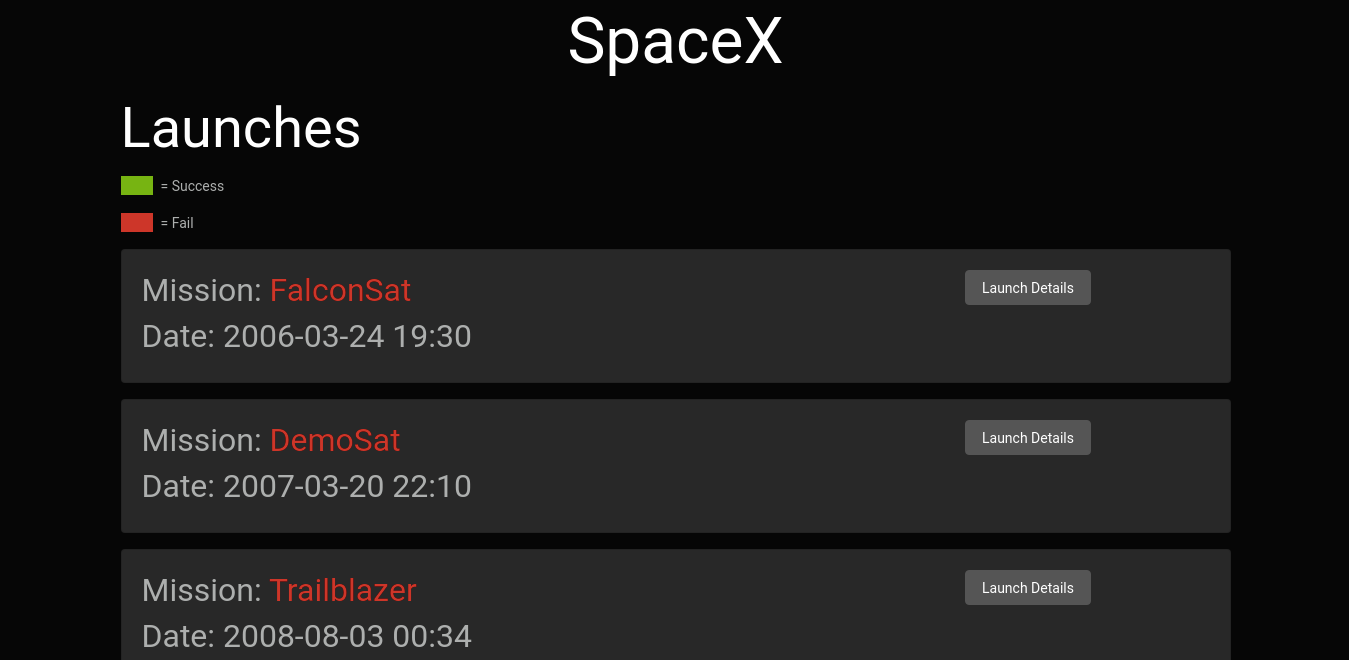 SpaceX
Launches
= Success
= Fail
Mission: FalconSat
Launch Details
Date: 2006-03-24 19:30
Mission: DemoSat
Launch Details
Date: 2007-03-20 22:10
Mission: Trailblazer
Launch Details
Date: 2008-08-03 00:34